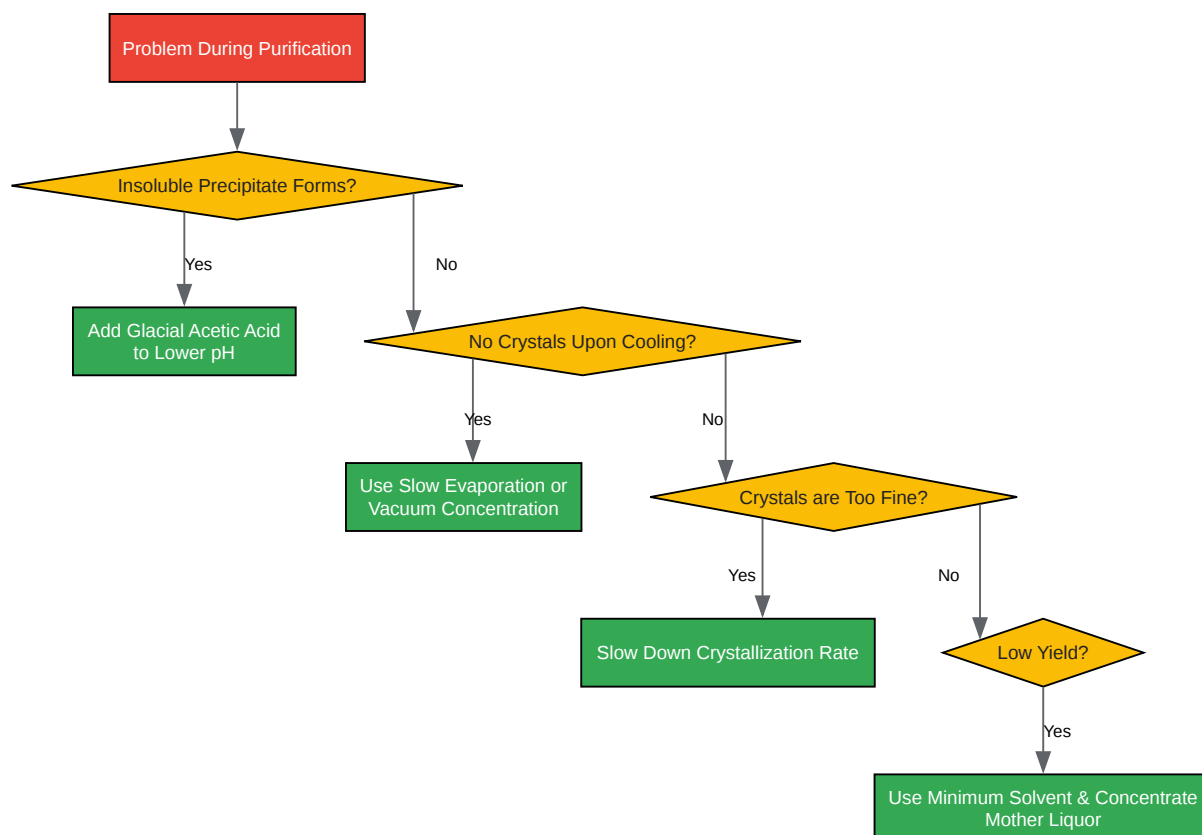 Problem During Purification
Insoluble Precipitate Forms?
Yes
No
Add Glacial Acetic Acid
to Lower pH
No Crystals Upon Cooling?
Yes
No
Use Slow Evaporation or
Vacuum Concentration
Crystals are Too Fine?
Yes
No
Slow Down Crystallization Rate
Low Yield?
Yes
Use Minimum Solvent & Concentrate
Mother Liquor